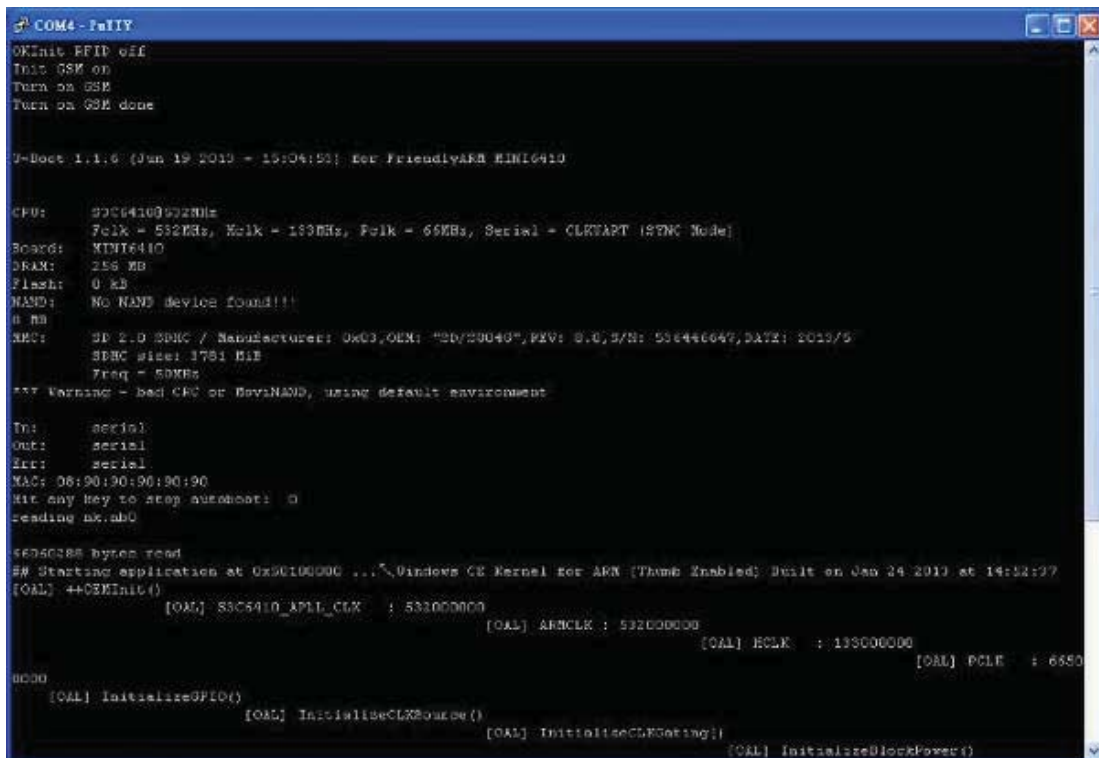 COM4 - PuTTY
OKInit RFID off
Init GSM on
Turn on GSM
Turn on GSM done
U-Boot 1.1.6 (Jun 19 2013 - 15:04:51) for FriendlyARM MINI6410
CPU: S3C6410@532MHz
Fclk = 532MHz, Hclk = 133MHz, Pclk = 66MHz, Serial = CLKUART (SYNC Mode)
Board: MINI6410
DRAM: 256 MB
Flash: 0 kB
NAND: No NAND device found!!!
0 MB
MMC: SD 2.0 SDHC / Manufacturer: 0x03,OEM: "SD/SU04G",REV: 8.0,S/N: DATE: 2013/5
SDHC size: 3781 MiB
Freq = 50MHz
*** Warning - bad CRC or MoviNAND, using default environment
In: serial
Out: serial
Err: serial
MAC: 08:90:90:90:90:90
Hit any key to stop autoboot: 0
reading nk.nb0
bytes read
## Starting application at 0x50100000 ... Windows CE Kernel for ARM (Thumb Enabled) Built on Jan 24 2013 at 14:52:37
[OAL] ++OEMInit()
[OAL] S3C6410_APLL_CLK : 532000000
[OAL] ARMCLK : 532000000
[OAL] HCLK : 133000000
[OAL] PCLK : 6650
0000
[OAL] InitializeGPIO()
[OAL] InitializeCLKSource()
[OAL] InitializeCLKGating()
[OAL] InitializeBlockPower()